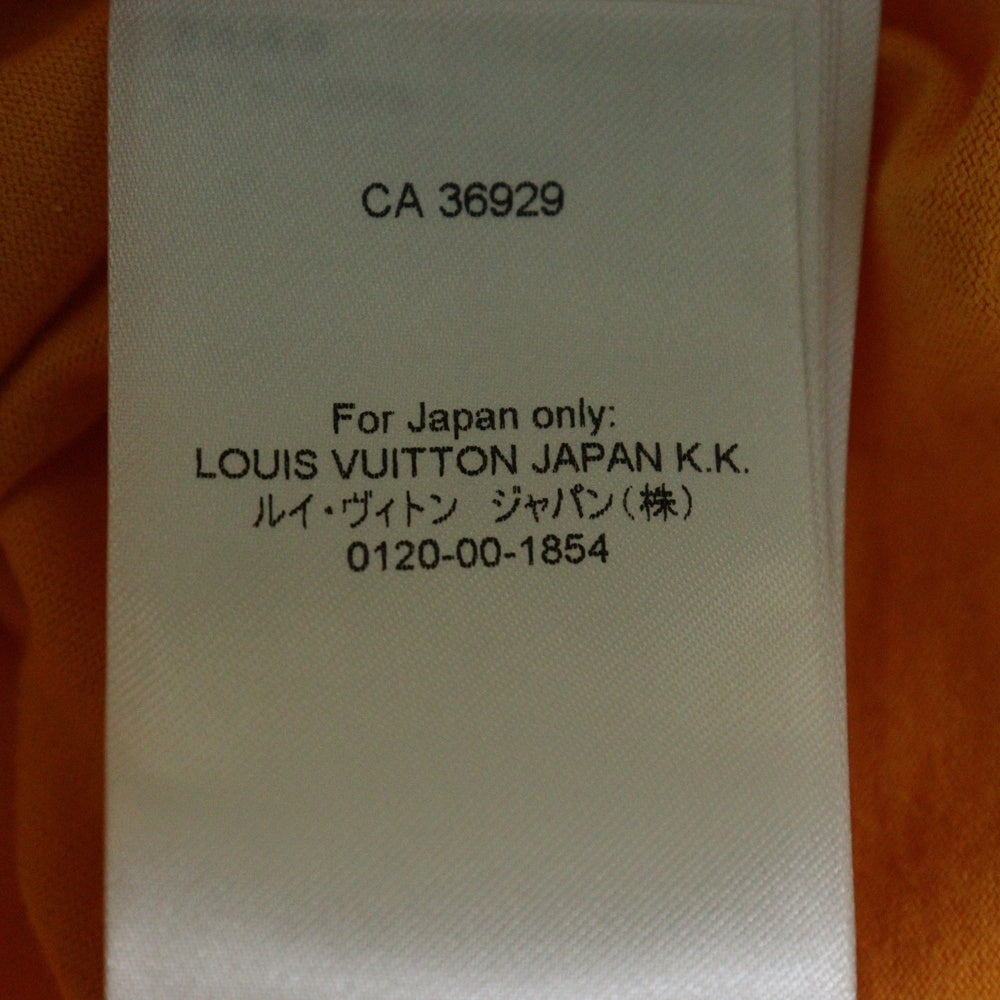 CA 36929
For Japan only:
LOUIS VUITTON JAPAN K.K.
ルイ・ヴィトン ジャパン(株)
0120-00-1854